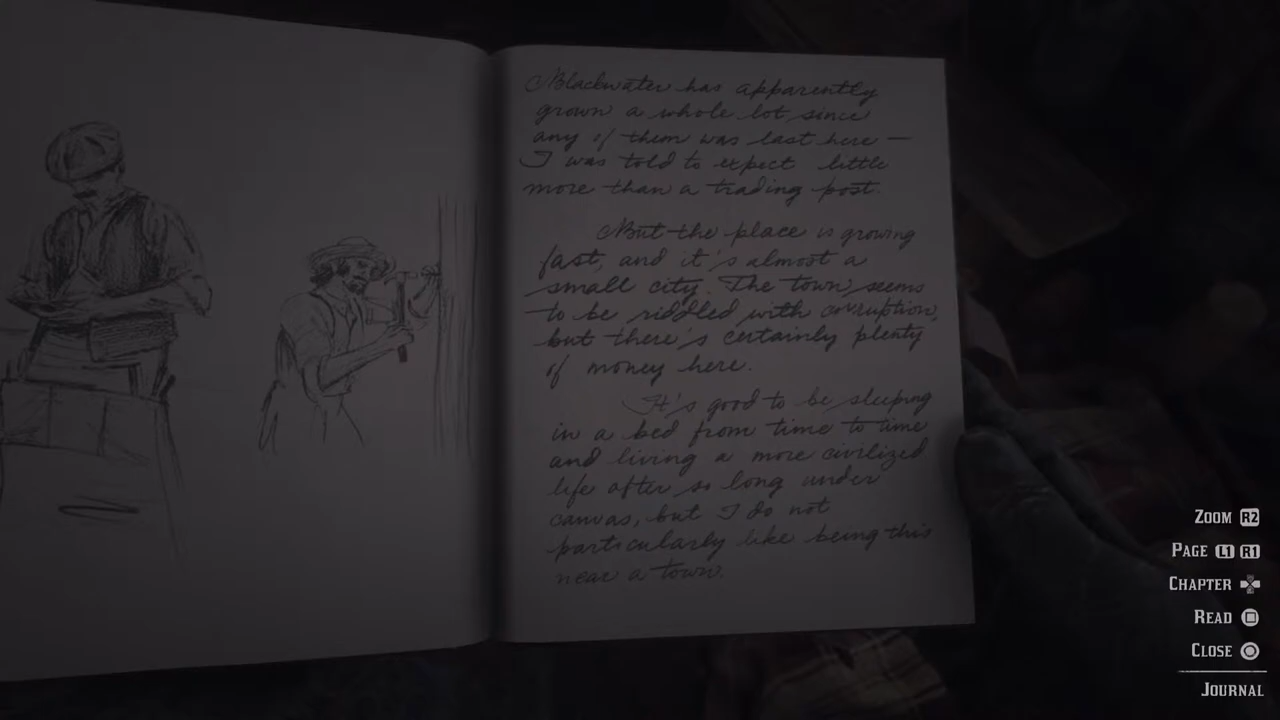 Blackwater has apparently
grown a whole lot since
any of them was last here —
I was told to expect little
more than a trading post.
But the place is growing
fast, and it's almost a
small city. The town seems
to be riddled with corruption,
but there's certainly plenty
of money here.
It's good to be sleeping
in a bed from time to time
and living a more civilized
life after so long under
canvas, but I do not
particularly like being this
near a town.
ZOOM R2
PAGE L1 R1
CHAPTER
READ
CLOSE
JOURNAL